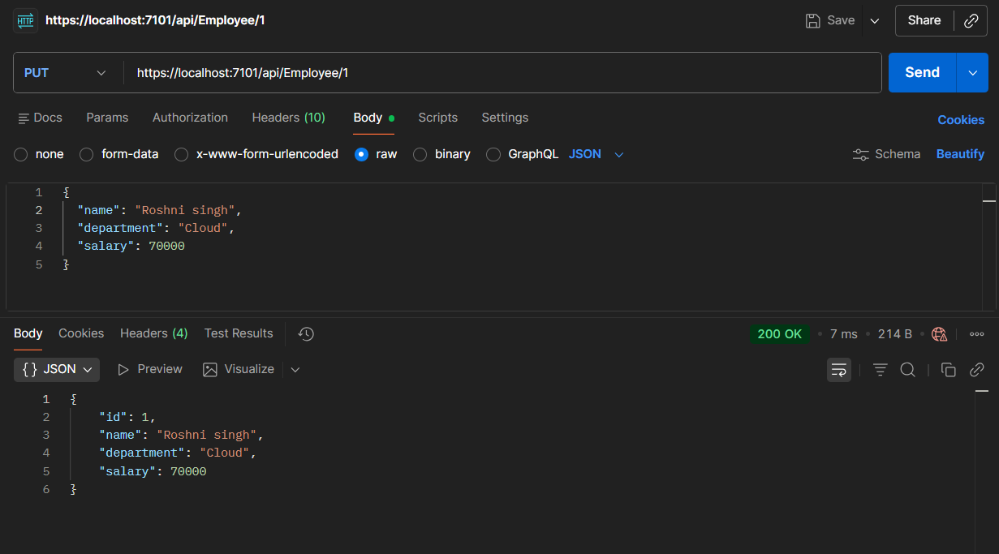 HTTP https://localhost:7101/api/Employee/1 Save Share
PUT https://localhost:7101/api/Employee/1 Send
Docs Params Authorization Headers (10) Body Scripts Settings Cookies
none form-data x-www-form-urlencoded raw binary GraphQL JSON Schema Beautify
1 {
2 "name": "Roshni singh",
3 "department": "Cloud",
4 "salary": 70000
5 }
Body Cookies Headers (4) Test Results 200 OK • 7 ms • 214 B •
{} JSON Preview Visualize
1 {
2 "id": 1,
3 "name": "Roshni singh",
4 "department": "Cloud",
5 "salary": 70000
6 }